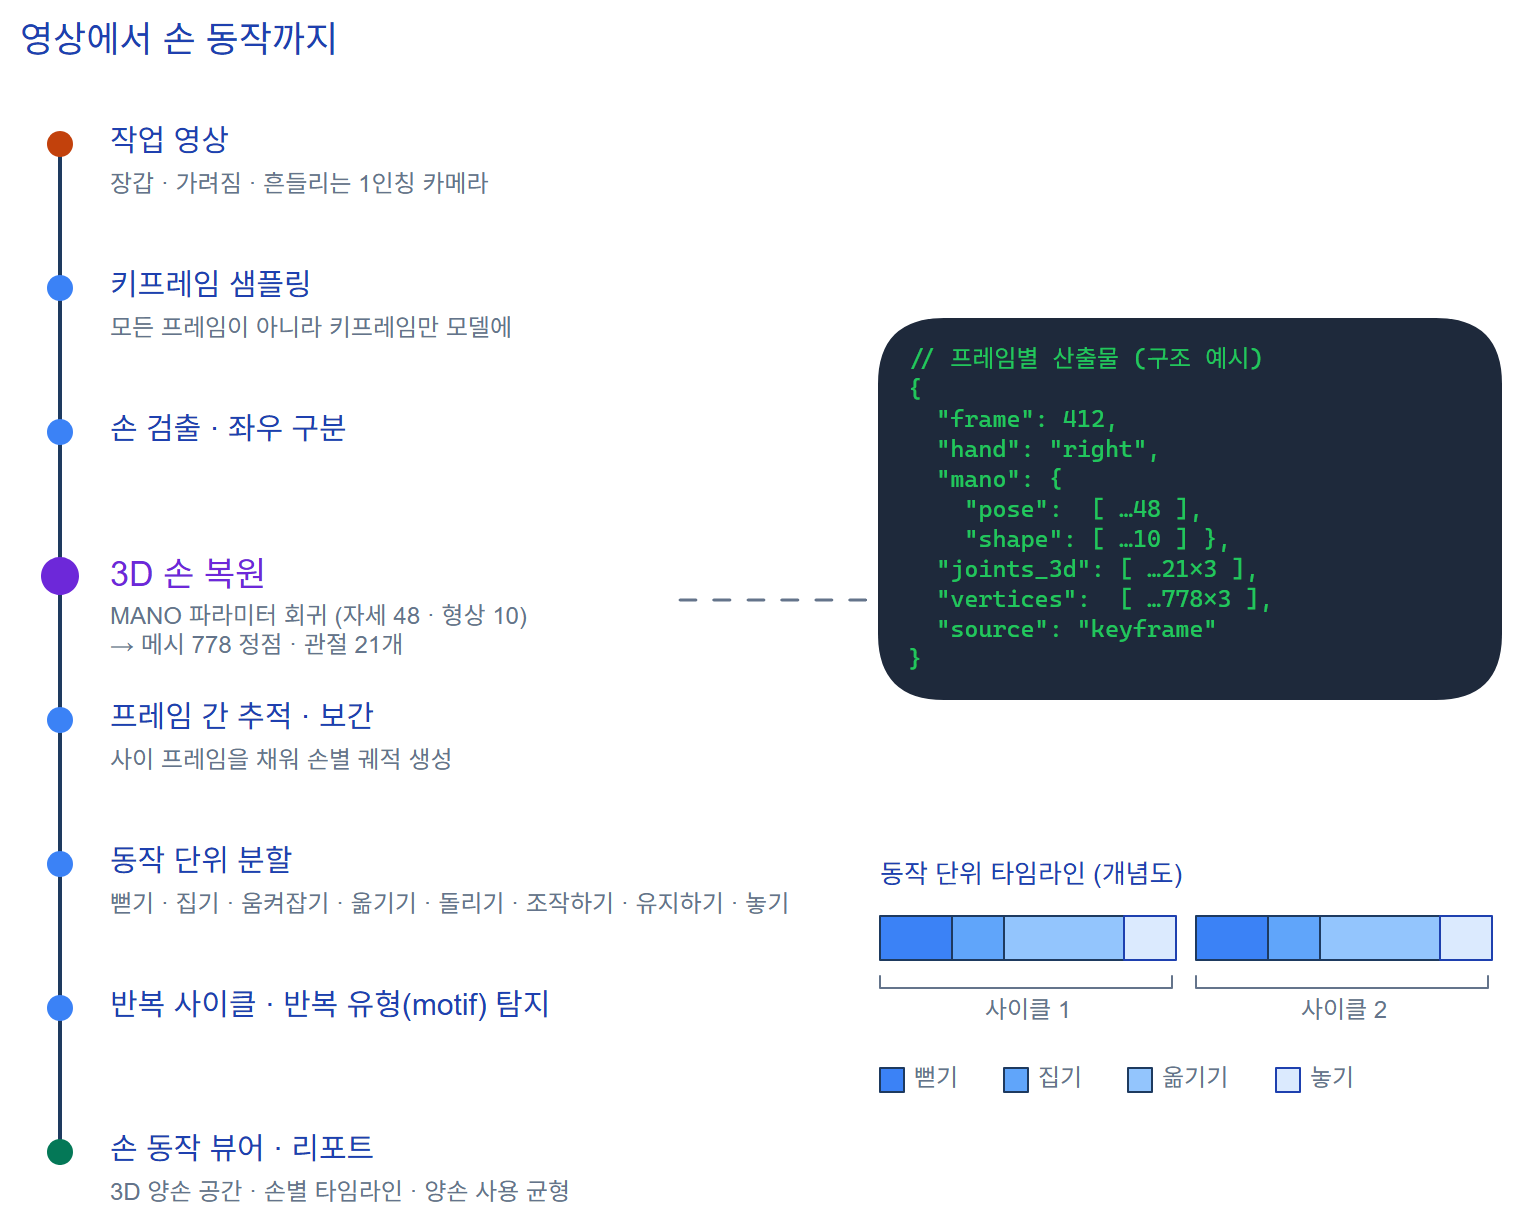 영상에서 손 동작까지
작업 영상
장갑 · 가려짐 · 흔들리는 1인칭 카메라
키프레임 샘플링
모든 프레임이 아니라 키프레임만 모델에
손 검출 · 좌우 구분
3D 손 복원
MANO 파라미터 회귀 (자세 48 · 형상 10)
→ 메시 778 정점 · 관절 21개
프레임 간 추적 · 보간
사이 프레임을 채워 손별 궤적 생성
동작 단위 분할
뻗기 · 집기 · 움켜잡기 · 옮기기 · 돌리기 · 조작하기 · 유지하기 · 놓기
반복 사이클 · 반복 유형(motif) 탐지
손 동작 뷰어 · 리포트
3D 양손 공간 · 손별 타임라인 · 양손 사용 균형
// 프레임별 산출물 (구조 예시)
{
  "frame": 412,
  "hand": "right",
  "mano": {
    "pose":  [ …48 ],
    "shape": [ …10 ] },
  "joints_3d": [ …21×3 ],
  "vertices":  [ …778×3 ],
  "source": "keyframe"
}
동작 단위 타임라인 (개념도)
사이클 1 사이클 2
뻗기 집기 옮기기 놓기